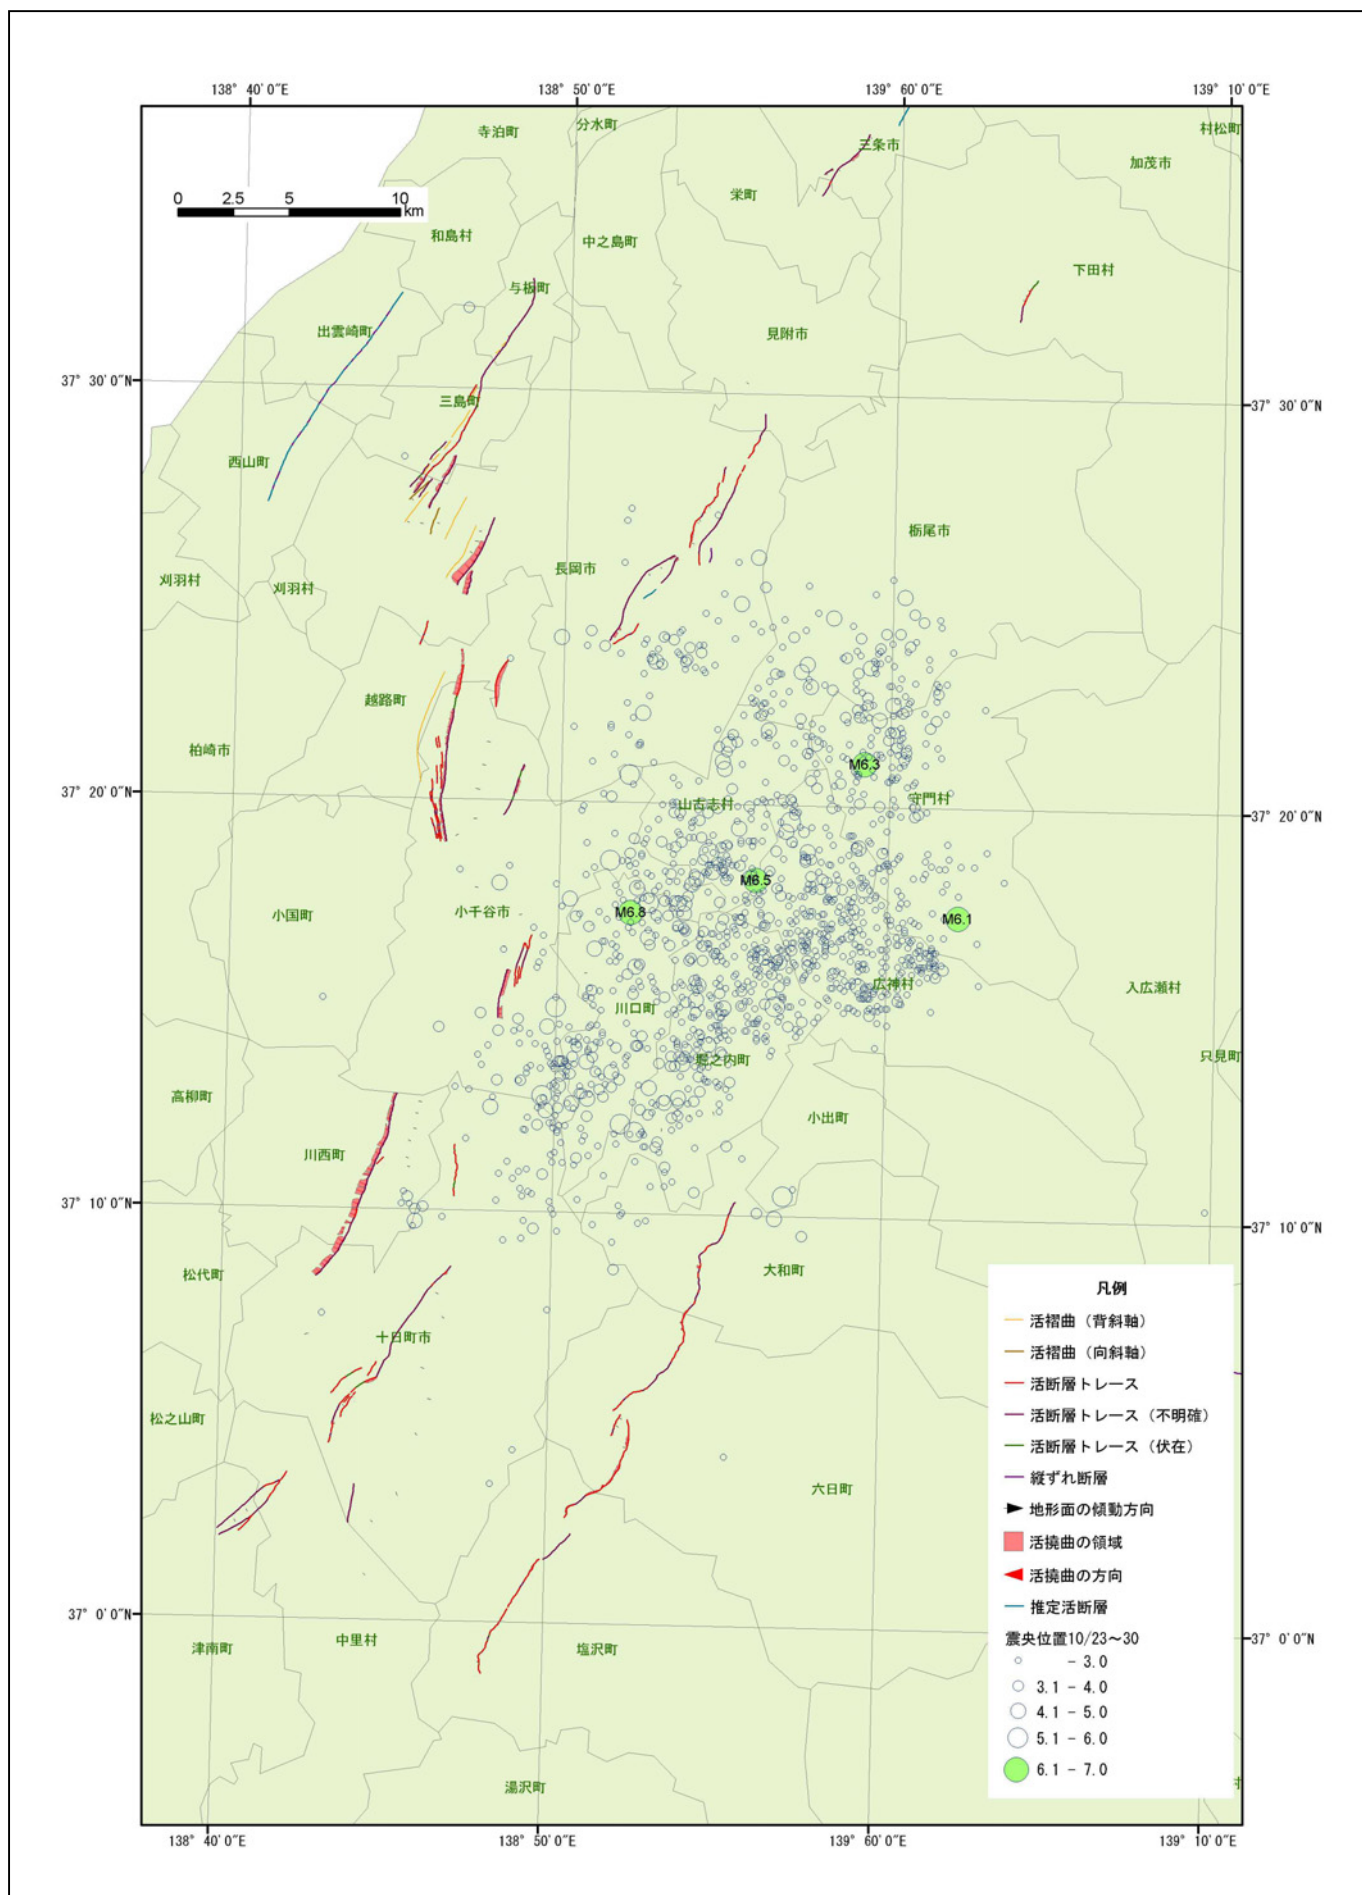 138° 40' 0"E
138° 50' 0"E
139° 60' 0"E
139° 10' 0"E
寺泊町
分水町
三条市
村松町
加茂市
0 2.5 5 10
km
栄町
和島村
中之島町
下田村
与板町
出雲崎町
見附市
37° 30' 0"N
37° 30' 0"N
三島町
西山町
栃尾市
刈羽村
刈羽村
長岡市
越路町
柏崎市
M6.3
37° 20' 0"N
山古志村
守門村
37° 20' 0"N
M6.5
小国町
小千谷市
M6.8
M6.1
広神村
入広瀬村
川口町
堀之内町
只見町
高柳町
小出町
川西町
37° 10' 0"N
37° 10' 0"N
松代町
大和町
十日町市
松之山町
六日町
37° 0' 0"N
37° 0' 0"N
津南町
中里村
塩沢町
湯沢町
村
凡例
活褶曲（背斜軸）
活褶曲（向斜軸）
活断層トレース
活断層トレース（不明確）
活断層トレース（伏在）
縦ずれ断層
地形面の傾動方向
活撓曲の領域
活撓曲の方向
推定活断層
震央位置10/23～30
- 3.0
3.1 - 4.0
4.1 - 5.0
5.1 - 6.0
6.1 - 7.0
138° 40' 0"E
138° 50' 0"E
139° 60' 0"E
139° 10' 0"E